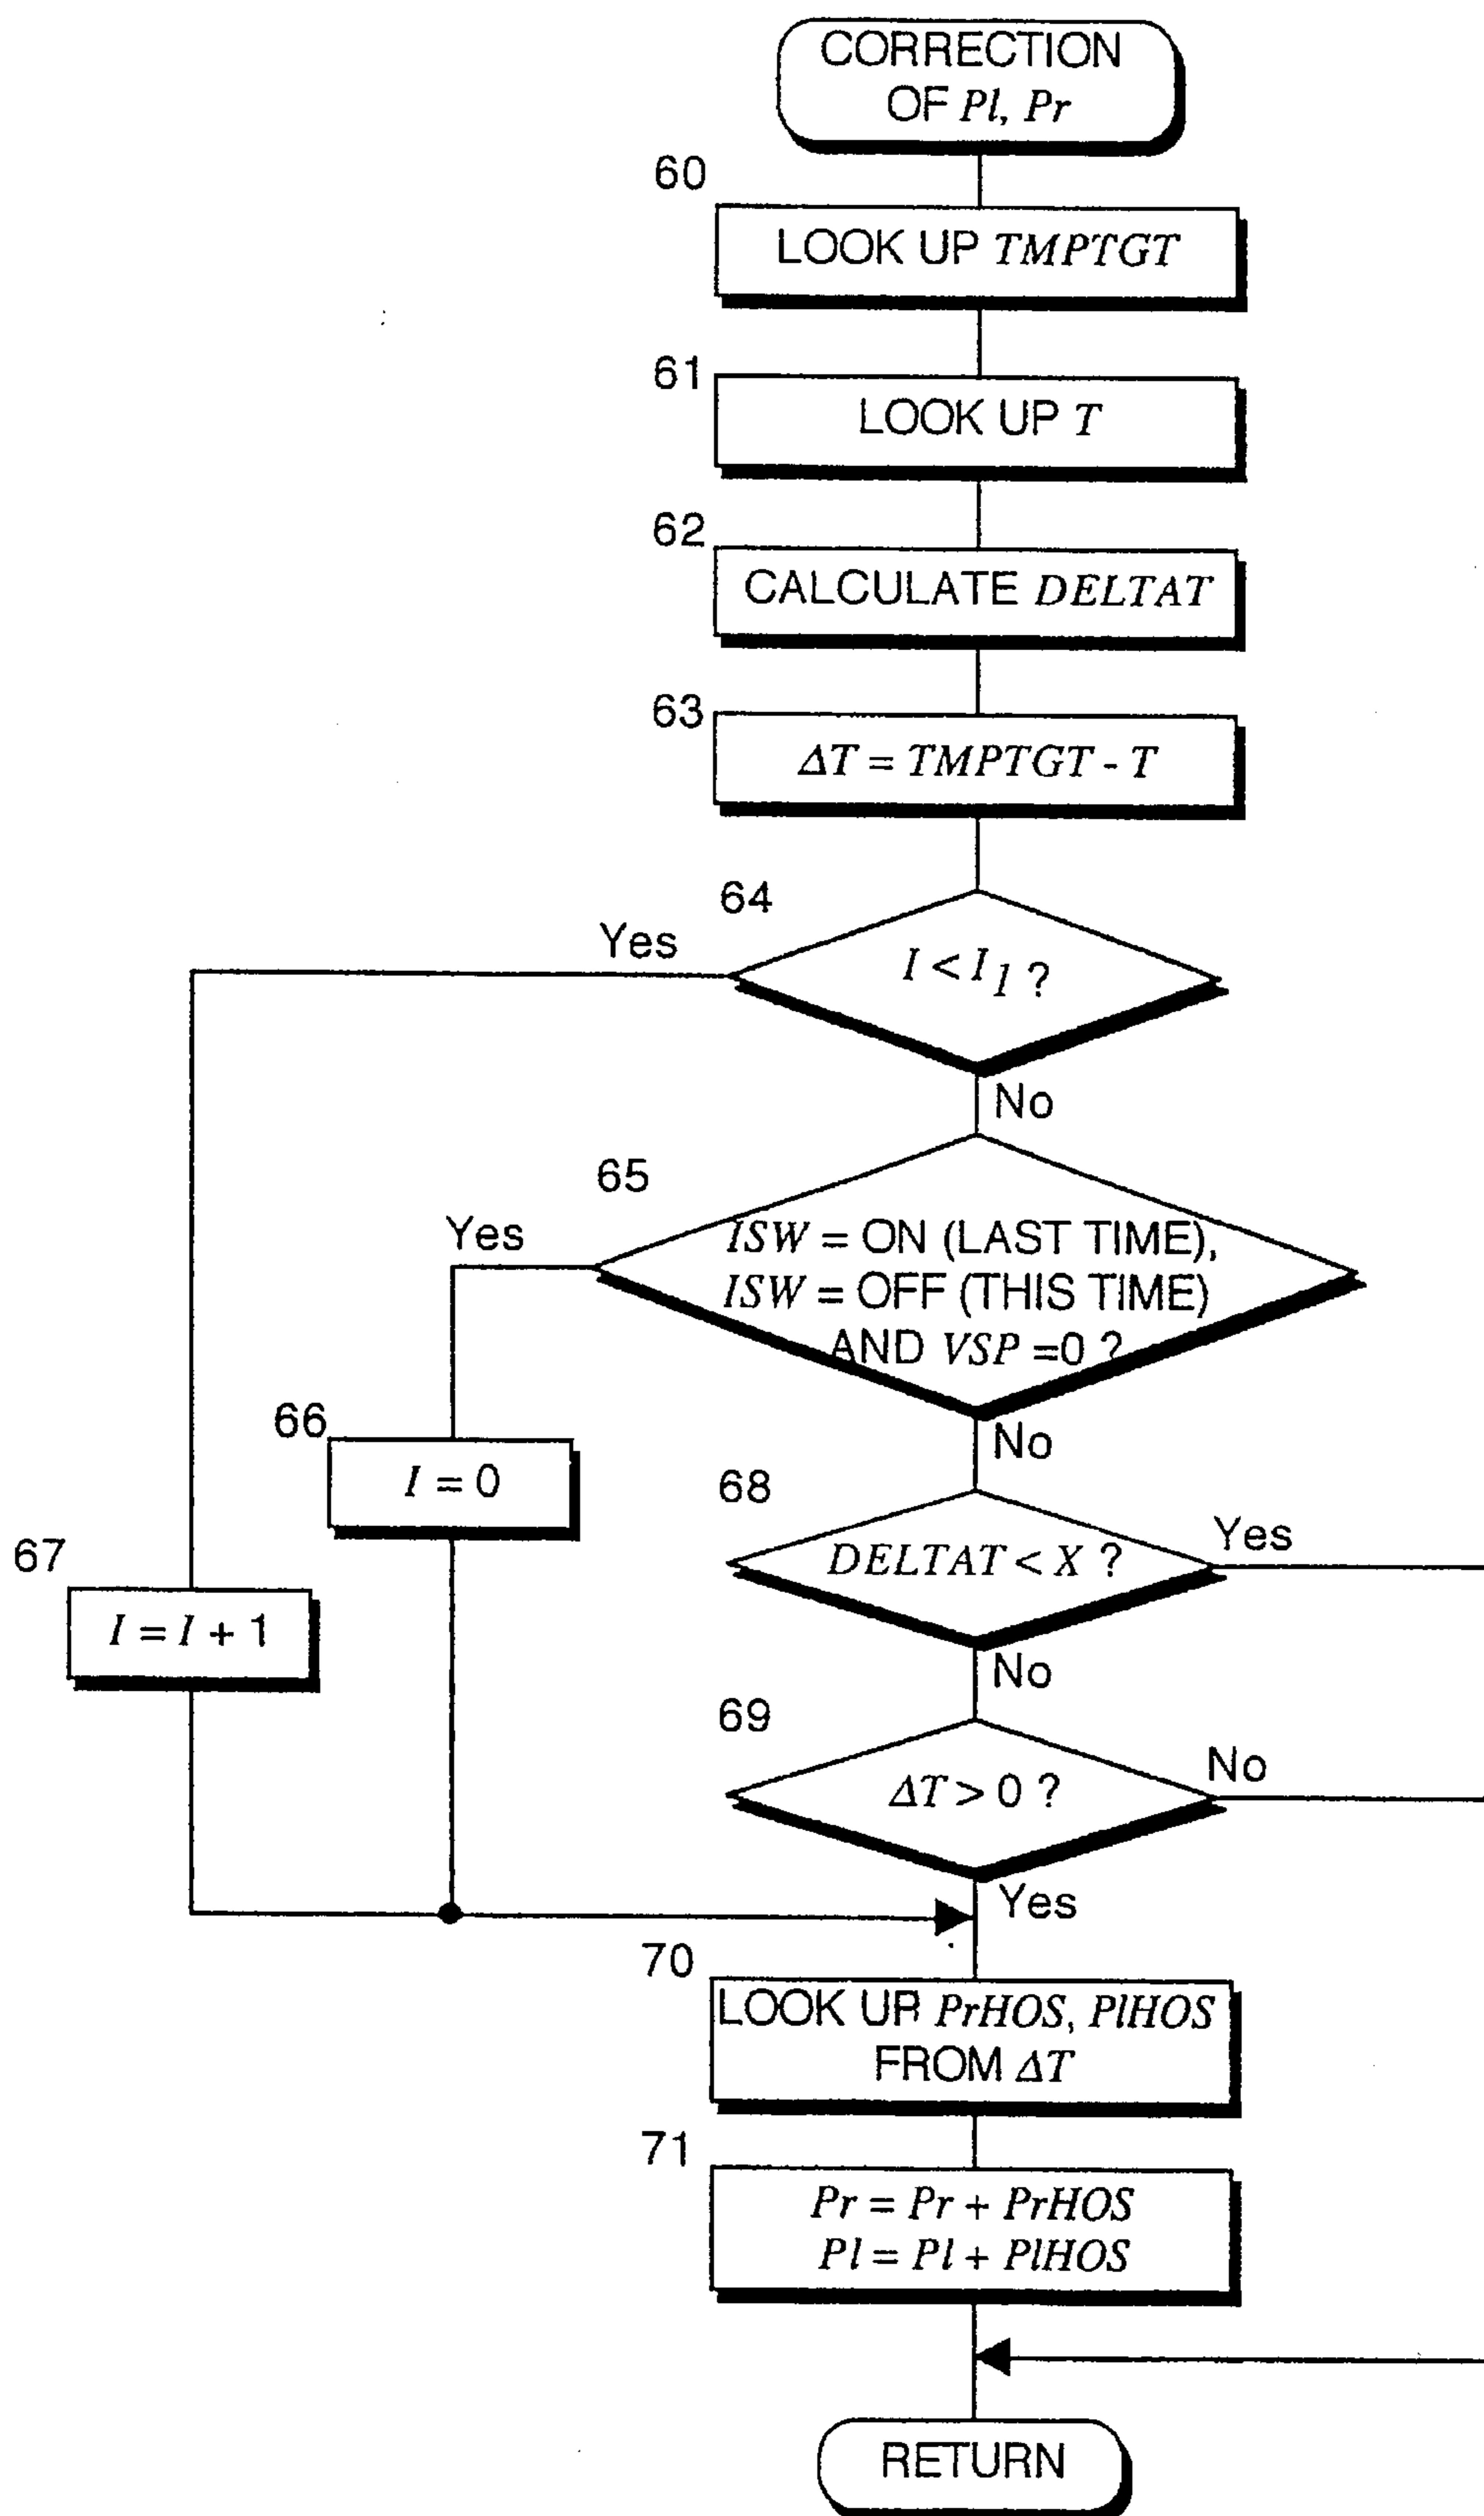 CORRECTION
OF Pl, Pr
60
LOOK UP TMPTGT
61
LOOK UP T
62
CALCULATE DELTAT
63
ΔT = TMPTGT - T
64
Yes
I < I1 ?
No
65
Yes
ISW = ON (LAST TIME),
ISW = OFF (THIS TIME)
AND VSP =0 ?
No
66
I = 0
67
I = I + 1
68
DELTAT < X ?
Yes
No
69
ΔT > 0 ?
No
Yes
70
LOOK UP PrHOS, PlHOS
FROM ΔT
71
Pr = Pr + PrHOS
Pl = Pl + PlHOS
RETURN